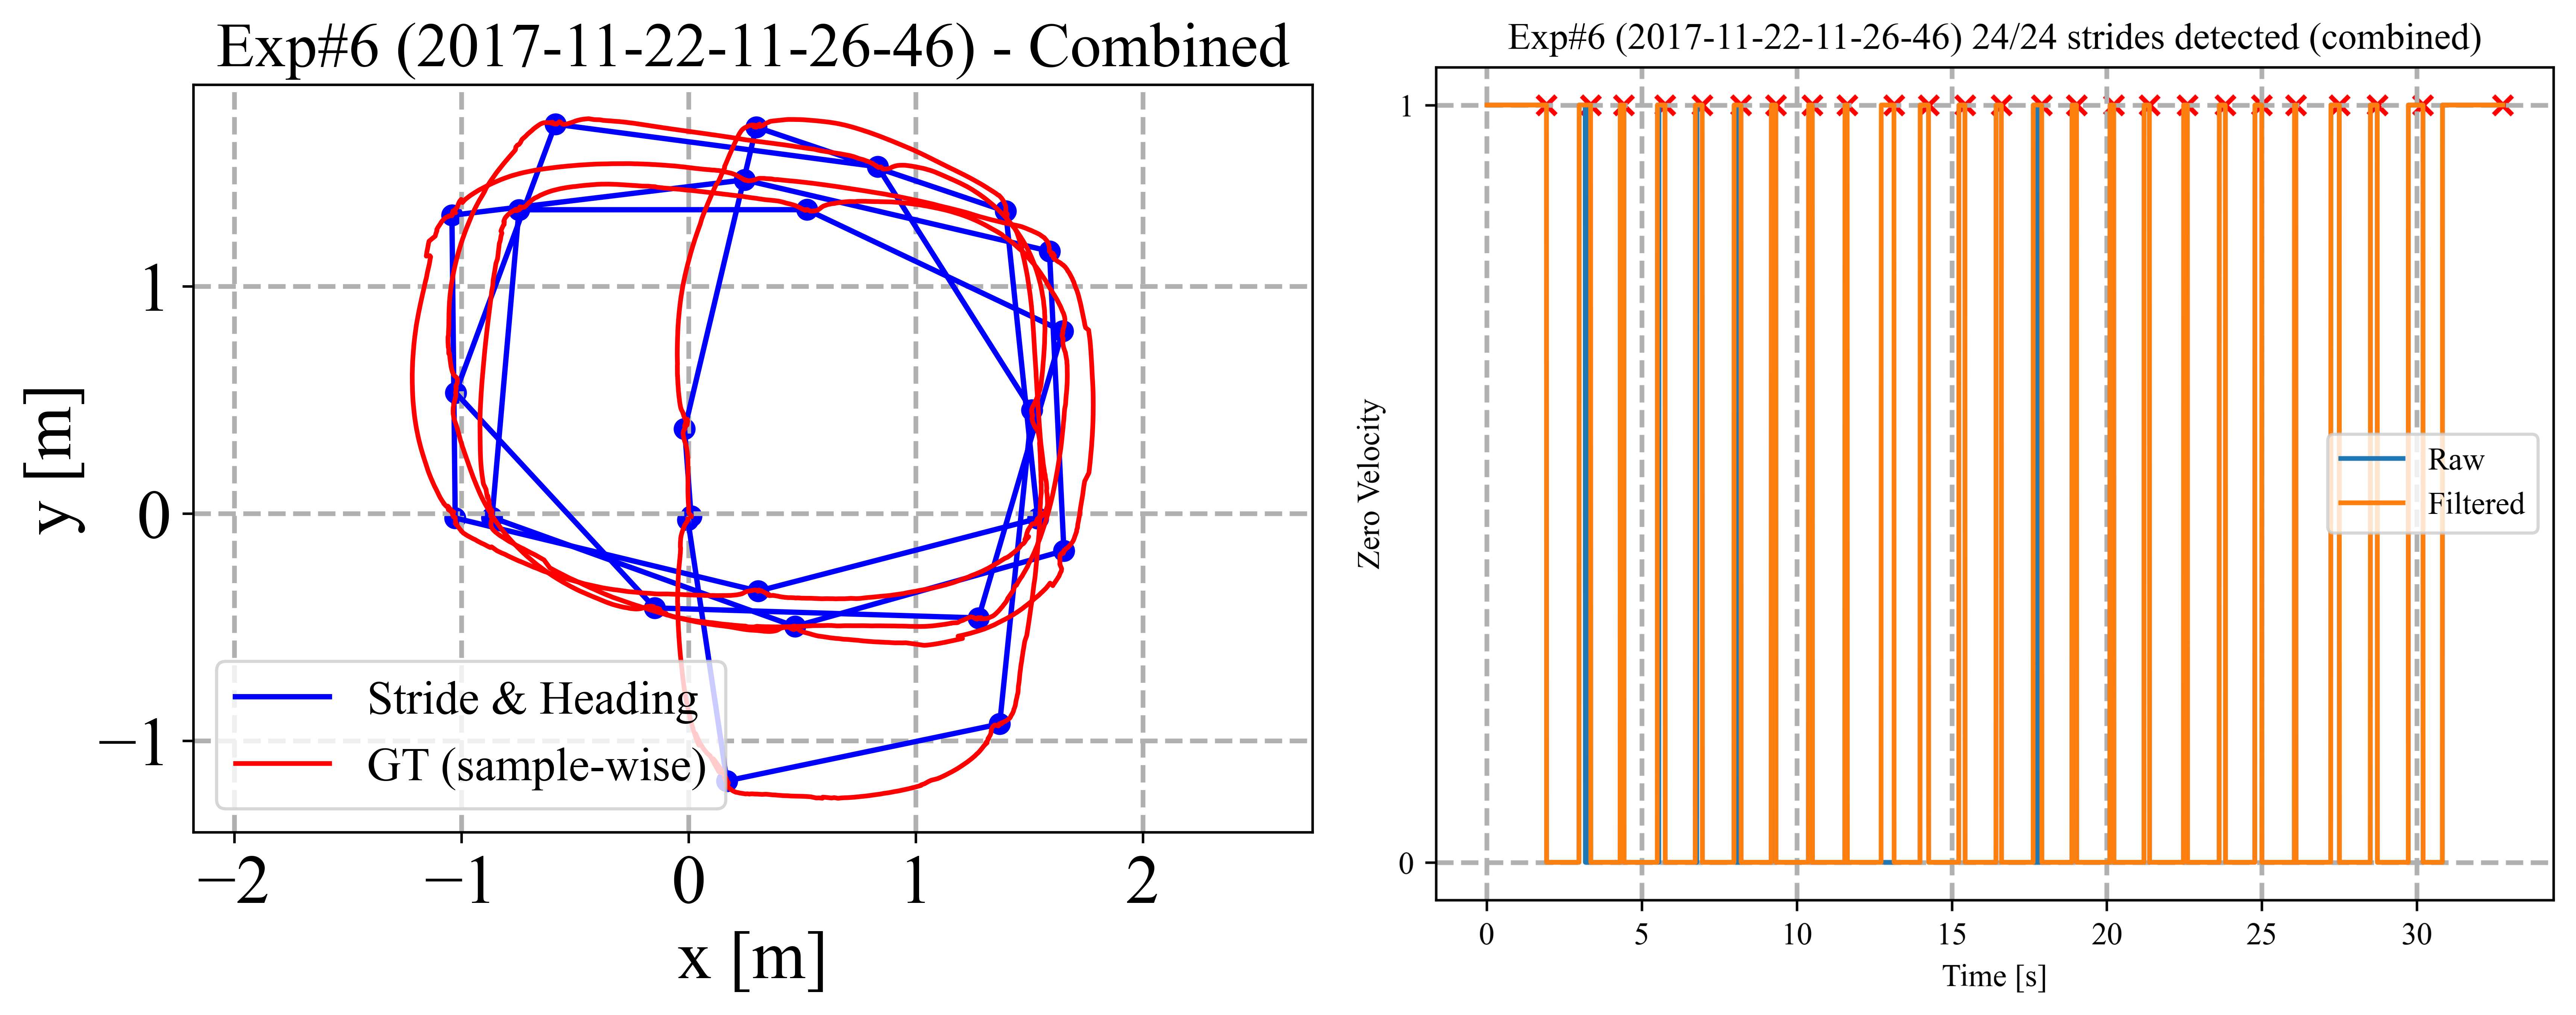 Exp#6 (2017-11-22-11-26-46) - Combined
y [m]
1
0
−1
−2
−1
0
1
2
x [m]
Stride & Heading
GT (sample-wise)
Exp#6 (2017-11-22-11-26-46) 24/24 strides detected (combined)
Zero Velocity
1
0
0
5
10
15
20
25
30
Time [s]
Raw
Filtered